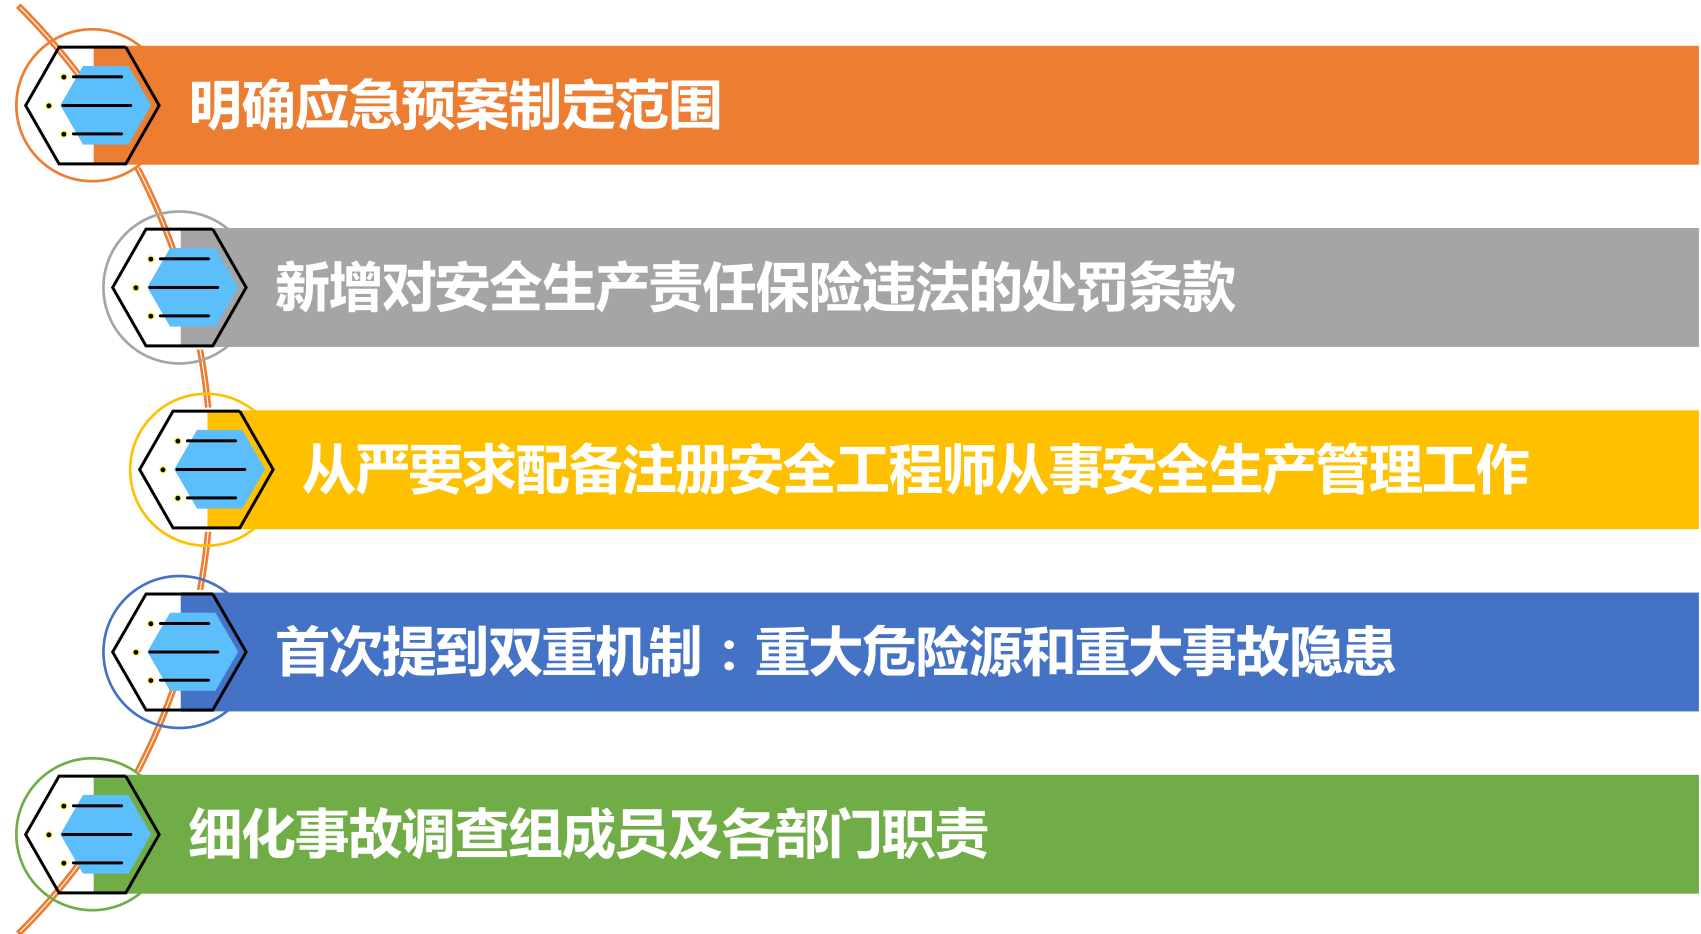 明确应急预案制定范围
新增对安全生产责任保险违法的处罚条款
从严要求配备注册安全工程师从事安全生产管理工作
首次提到双重机制：重大危险源和重大事故隐患
细化事故调查组成员及各部门职责